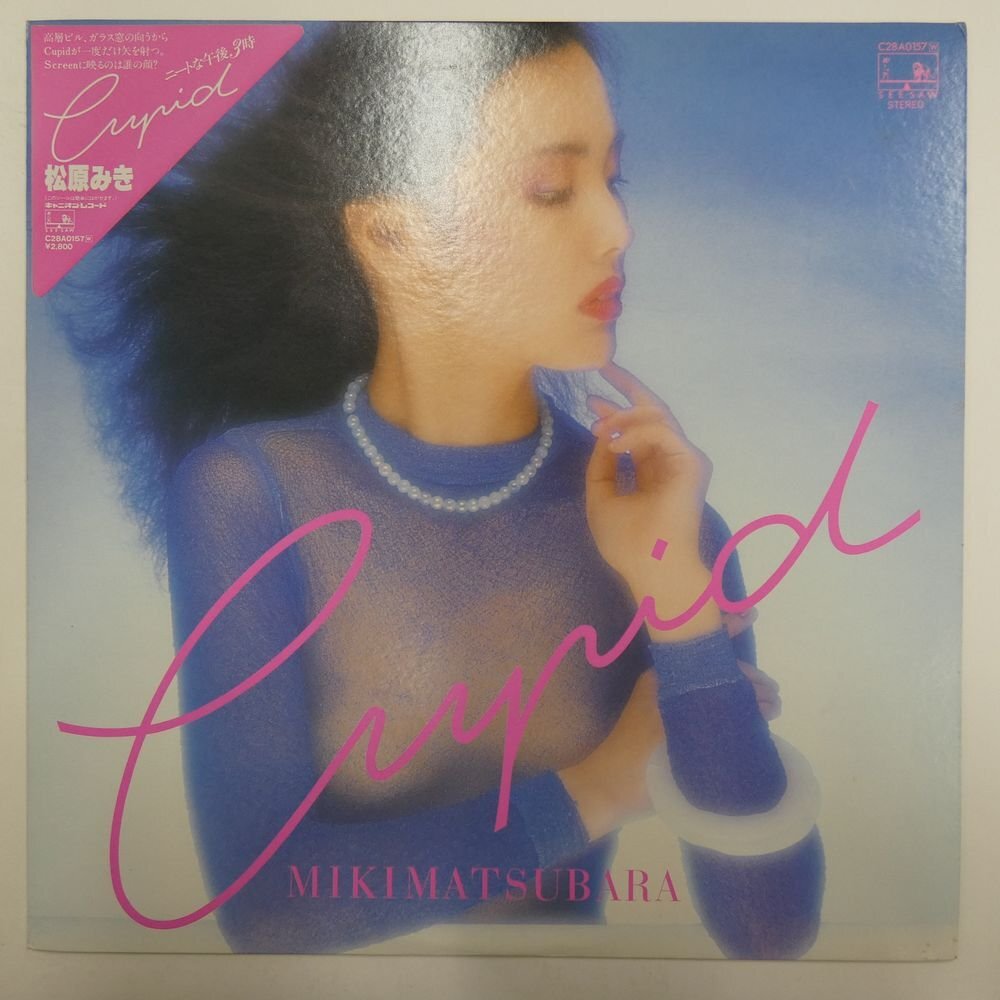 高層ビル、ガラス窓の向うから
Cupidが一度だけ矢を射つ。
Screenに映るのは誰の顔?
ニートな午後、3時
Cupid
松原みき
キャニオン・レコード
SEE・SAW
C28A0157 W
¥2,800
C28A0157 W
SEE・SAW
STEREO
Cupid
MIKI MATSUBARA